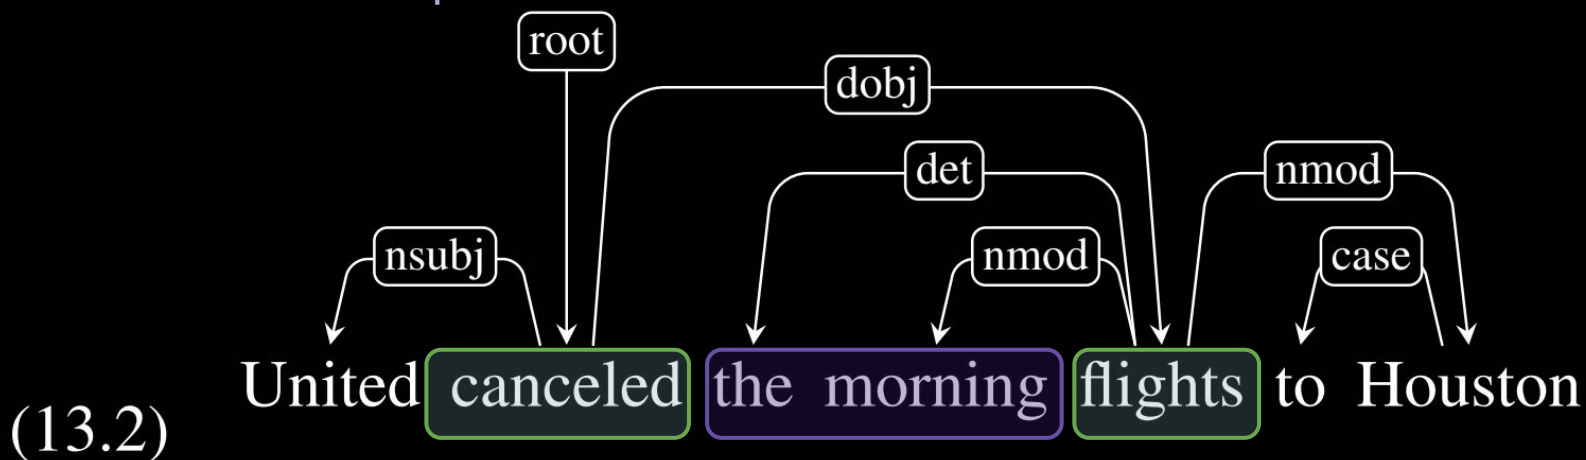 root
dobj
det nmod
nsubj nmod case
United canceled the morning flights to Houston
(13.2)